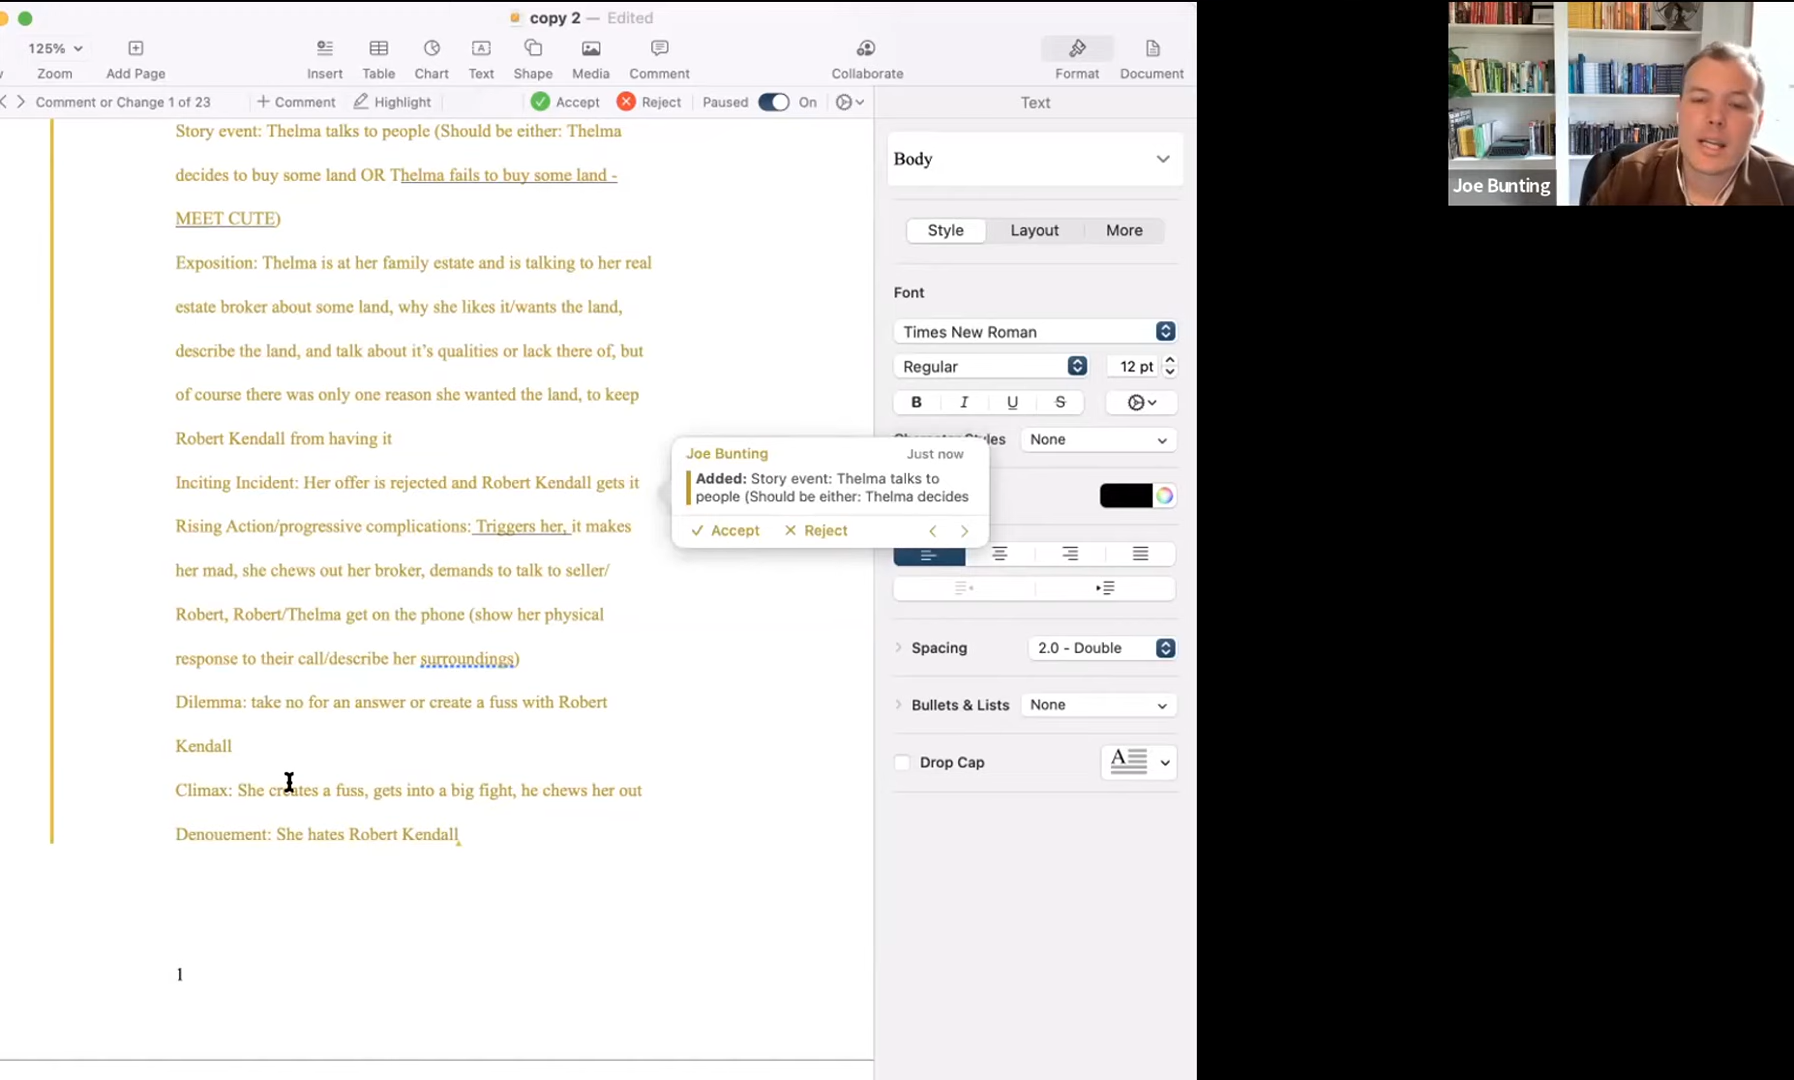 copy 2 — Edited
125%
Zoom
Add Page
Insert
Table
Chart
Text
Shape
Media
Comment
Collaborate
Format
Document
Comment or Change 1 of 23
Comment
Highlight
Accept
Reject
Paused
On
Text
Story event: Thelma talks to people (Should be either: Thelma
decides to buy some land OR Thelma fails to buy some land -
MEET CUTE)
Exposition: Thelma is at her family estate and is talking to her real
estate broker about some land, why she likes it/wants the land,
describe the land, and talk about it’s qualities or lack there of, but
of course there was only one reason she wanted the land, to keep
Robert Kendall from having it
Inciting Incident: Her offer is rejected and Robert Kendall gets it
Rising Action/progressive complications: Triggers her, it makes
her mad, she chews out her broker, demands to talk to seller/
Robert, Robert/Thelma get on the phone (show her physical
response to their call/describe her surroundings)
Dilemma: take no for an answer or create a fuss with Robert
Kendall
Climax: She creates a fuss, gets into a big fight, he chews her out
Denouement: She hates Robert Kendall
1
Joe Bunting
Just now
Added: Story event: Thelma talks to
people (Should be either: Thelma decides
Accept
Reject
Body
Style
Layout
More
Font
Times New Roman
Regular
12 pt
B
I
U
S
None
Spacing
2.0 - Double
Bullets & Lists
None
Drop Cap
A
Joe Bunting